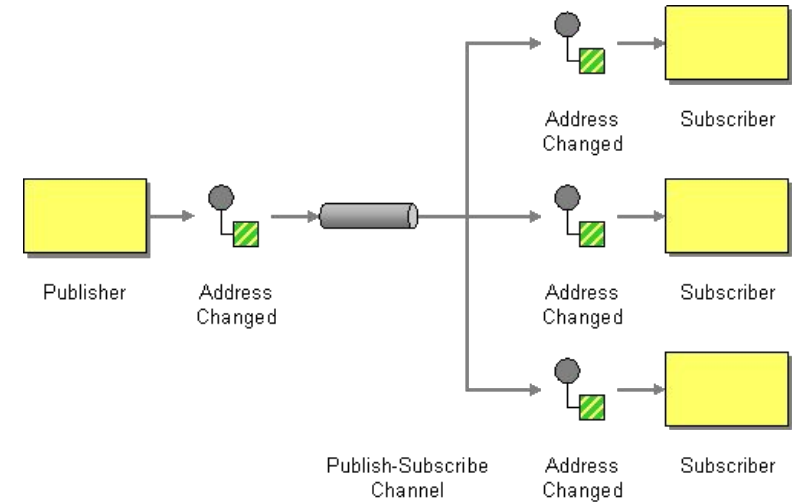 Address
Changed
Subscriber
Publisher
Address
Changed
Address
Changed
Subscriber
Publish-Subscribe
Channel
Address
Changed
Subscriber